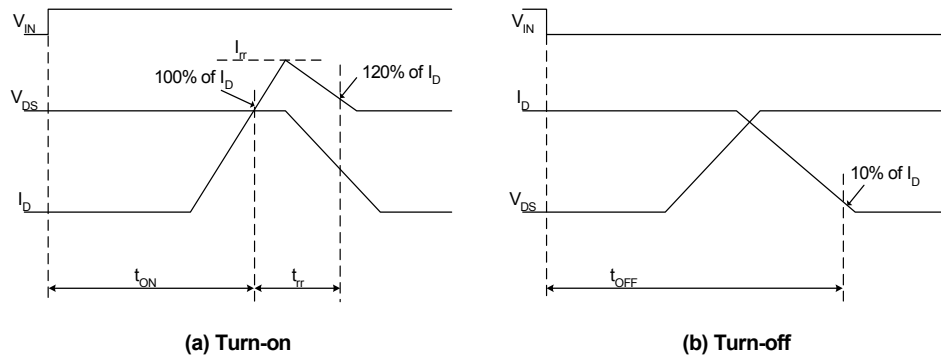 V_IN
I_rr
100% of I_D
120% of I_D
V_DS
I_D
t_ON
t_rr
(a) Turn-on
V_IN
I_D
10% of I_D
V_DS
t_OFF
(b) Turn-off